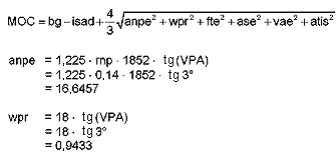 MOC = bg – isad + 4/3 √(anpe² + wpr² + fte² + ase² + vae² + atis²)
anpe = 1,225 · rnp · 1852 · tg (VPA)
= 1,225 · 0,14 · 1852 · tg 3°
= 16,6457
wpr = 18 · tg (VPA)
= 18 · tg 3°
= 0,9433